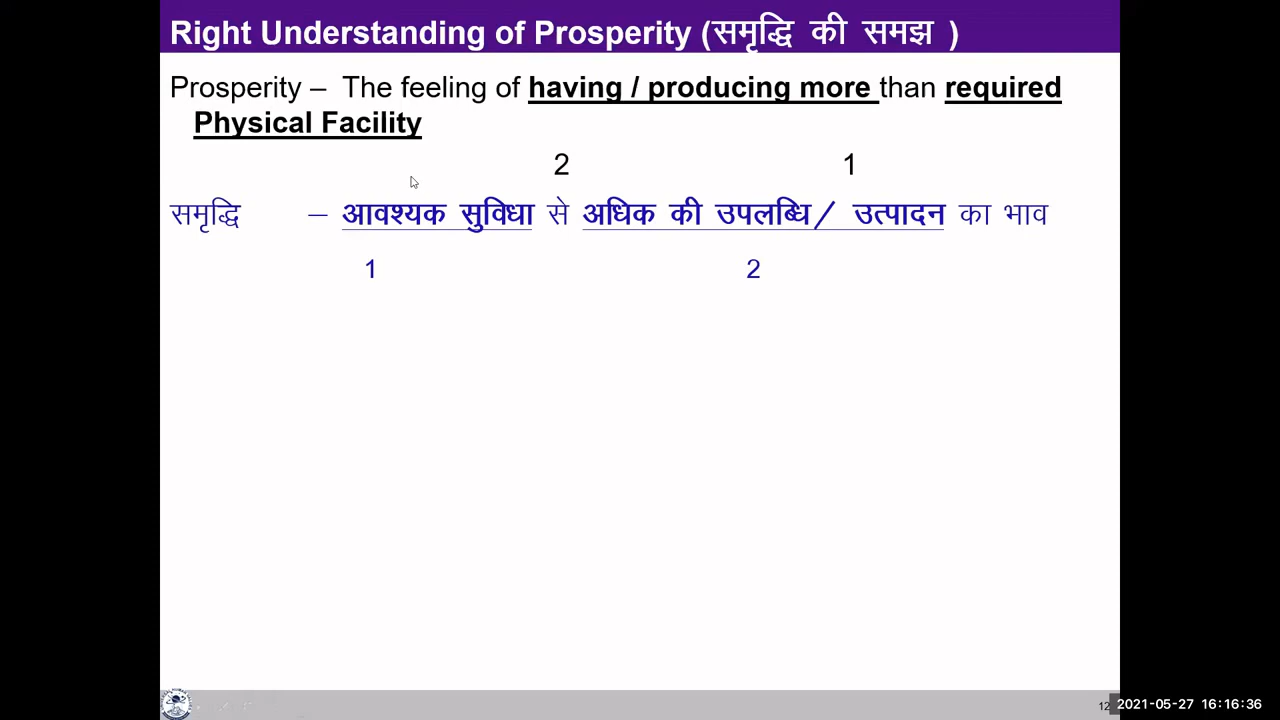 Right Understanding of Prosperity (समृद्धि की समझ )
Prosperity – The feeling of having / producing more than required
Physical Facility
2 1
समृद्धि – आवश्यक सुविधा से अधिक की उपलब्धि/ उत्पादन का भाव
1 2
12
2021-05-27 16:16:36